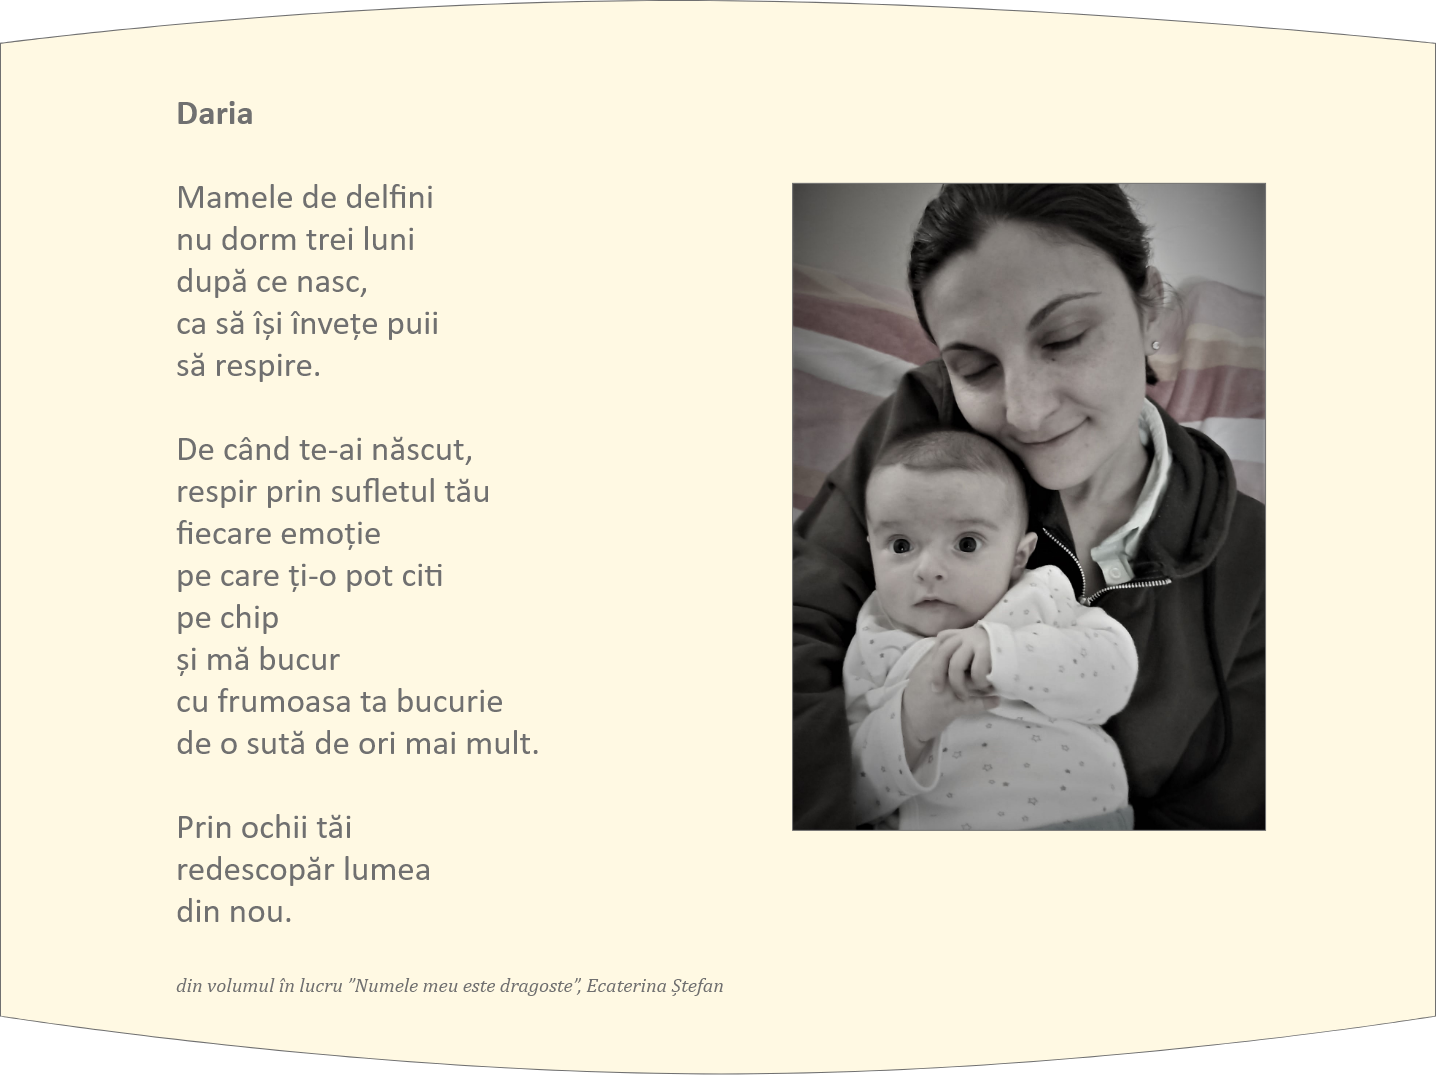 Daria
Mamele de delfini
nu dorm trei luni
după ce nasc,
ca să își învețe puii
să respire.
De când te-ai născut,
respir prin sufletul tău
fiecare emoție
pe care ți-o pot citi
pe chip
și mă bucur
cu frumoasa ta bucurie
de o sută de ori mai mult.
Prin ochii tăi
redescopăr lumea
din nou.
din volumul în lucru ”Numele meu este dragoste”, Ecaterina Ștefan